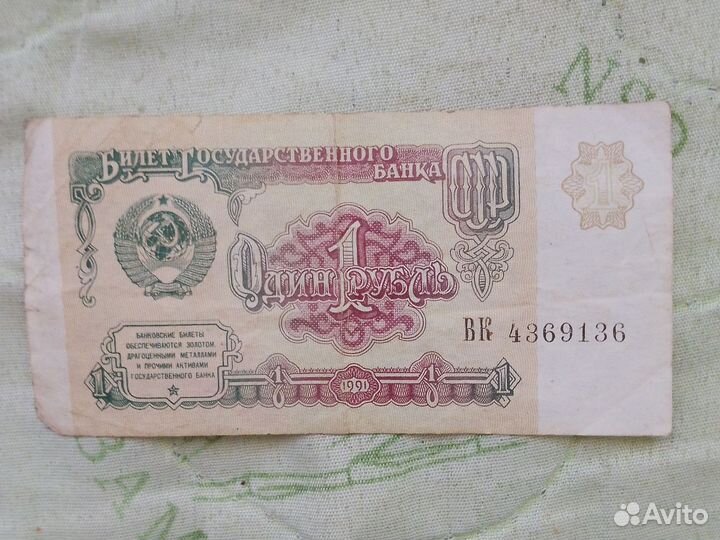 Билет Государственного
Банка
СССР
1
Один рубль
1
ВК 4369136
БАНКОВСКИЕ БИЛЕТЫ
ОБЕСПЕЧИВАЮТСЯ ЗОЛОТОМ,
ДРАГОЦЕННЫМИ МЕТАЛЛАМИ
И ПРОЧИМИ АКТИВАМИ
ГОСУДАРСТВЕННОГО БАНКА
1 1 1991 1 1
Avito